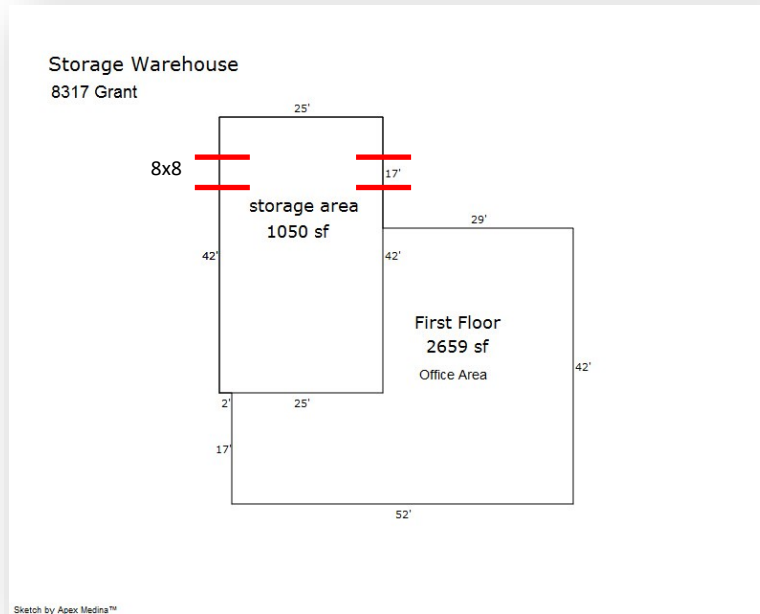 Storage Warehouse
8317 Grant
25'
8x8
17'
storage area
1050 sf
29'
42'
42'
First Floor
2659 sf
Office Area
42'
2'
25'
17'
52'
Sketch by Apex Medina™